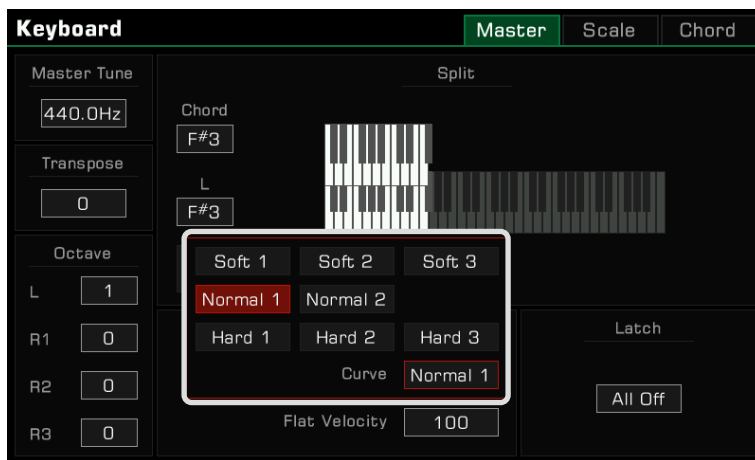 Keyboard
Master Scale Chord
Master Tune
440.0Hz
Transpose
0
Octave
L 1
R1 0
R2 0
R3 0
Split
Chord
F#3
L
F#3
Soft 1 Soft 2 Soft 3
Normal 1 Normal 2
Hard 1 Hard 2 Hard 3
Curve Normal 1
Flat Velocity 100
Latch
All Off